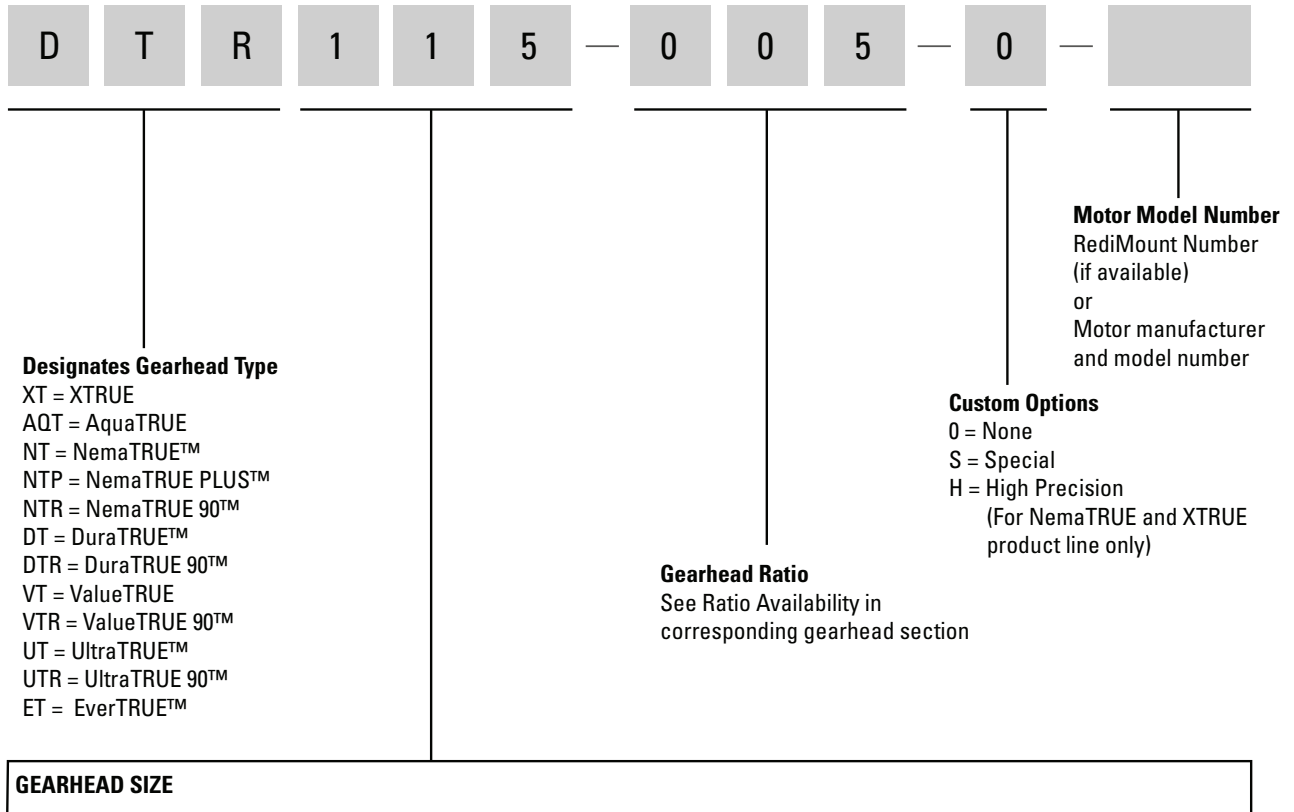 D T R 1 1 5 — 0 0 5 — 0 —
Motor Model Number
RediMount Number
(if available)
or
Motor manufacturer
and model number
Designates Gearhead Type
XT = XTRUE
AQT = AquaTRUE
NT = NemaTRUE™
NTP = NemaTRUE PLUS™
NTR = NemaTRUE 90™
DT = DuraTRUE™
DTR = DuraTRUE 90™
VT = ValueTRUE
VTR = ValueTRUE 90™
UT = UltraTRUE™
UTR = UltraTRUE 90™
ET = EverTRUE™
Custom Options
0 = None
S = Special
H = High Precision
(For NemaTRUE and XTRUE
product line only)
Gearhead Ratio
See Ratio Availability in
corresponding gearhead section
GEARHEAD SIZE